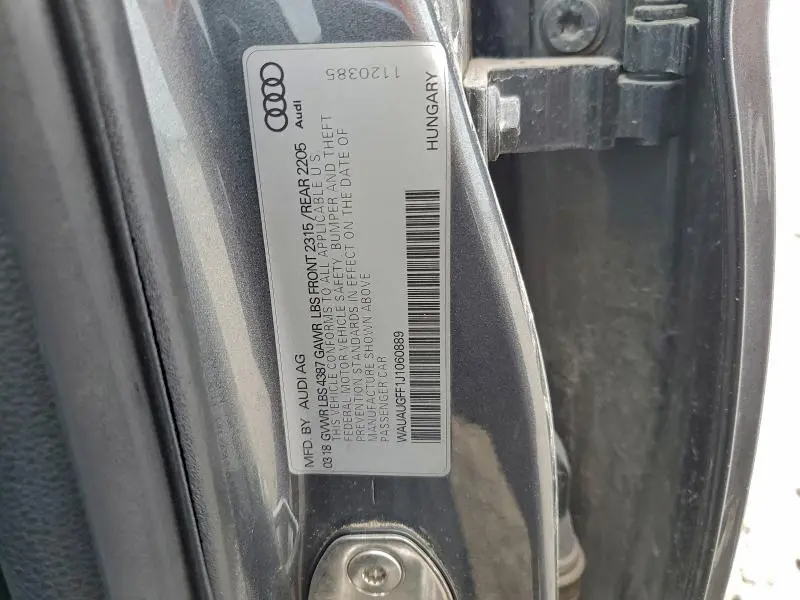 Audi
1120385
MFD. BY AUDI AG
0318 GVWR LBS 4387 GAWR LBS FRONT 2315 / REAR 2205
THIS VEHICLE CONFORMS TO ALL APPLICABLE U S
FEDERAL MOTOR VEHICLE SAFETY, BUMPER AND THEFT
PREVENTION STANDARDS IN EFFECT ON THE DATE OF
MANUFACTURE SHOWN ABOVE
PASSENGER CAR
WAUAUGFF1J1060889
HUNGARY